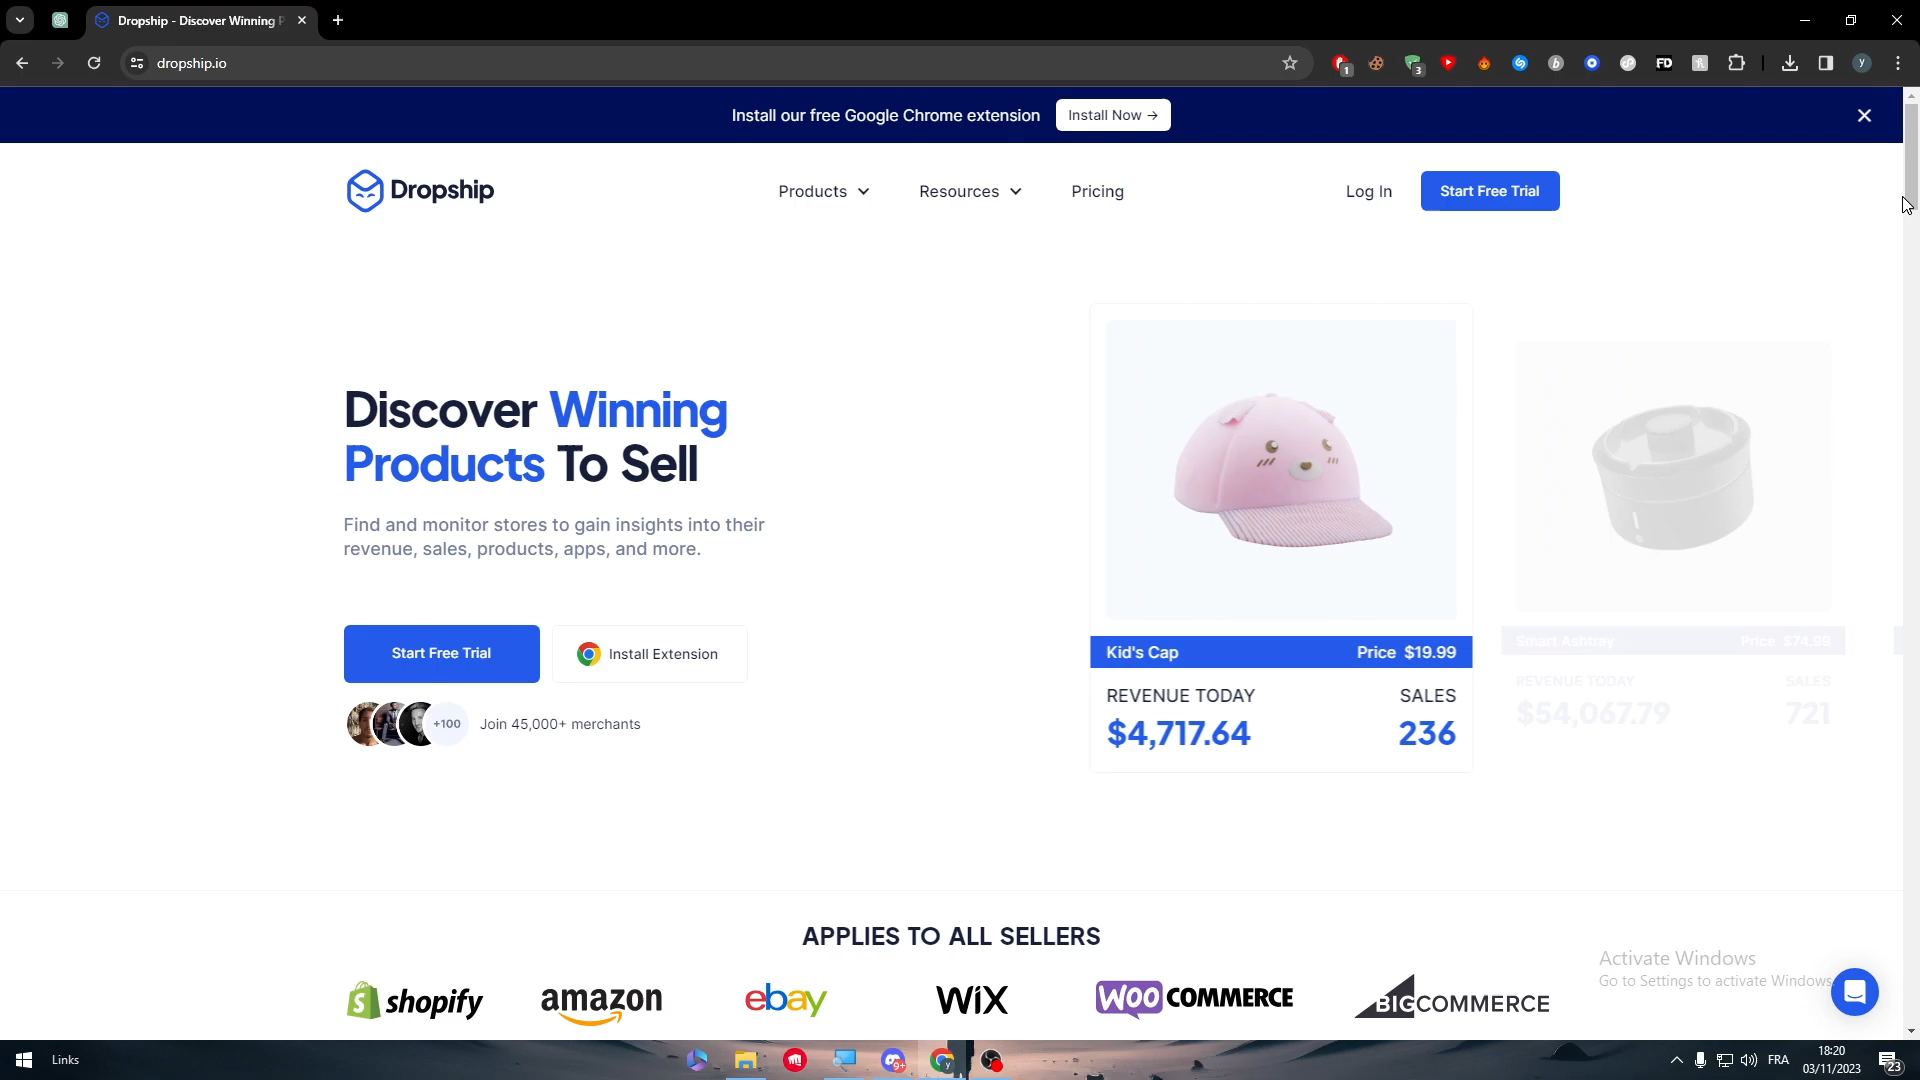 Dropship - Discover Winning P
dropship.io
1
3
FD
y
Install our free Google Chrome extension
Install Now →
Dropship
Products
Resources
Pricing
Log In
Start Free Trial
Discover Winning
Products To Sell
Find and monitor stores to gain insights into their
revenue, sales, products, apps, and more.
Start Free Trial
Install Extension
+100
Join 45,000+ merchants
Kid's Cap
Price $19.99
REVENUE TODAY
SALES
$4,717.64
236
Smart Ashtray
Price $74.99
REVENUE TODAY
SALES
$54,067.79
721
APPLIES TO ALL SELLERS
shopify
amazon
ebay
WiX
WOO COMMERCE
BIGCOMMERCE
Activate Windows
Go to Settings to activate Windows
Links
9+
y
FRA
18:20
03/11/2023
23